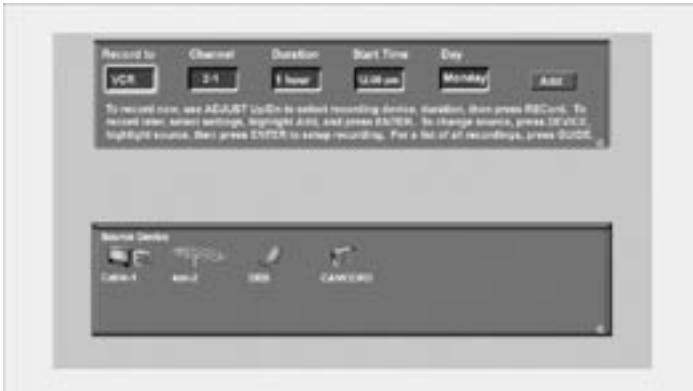 Record to Channel Duration Start Time Day
VCR 2-1 1 hour 12:00 pm Monday Add
To record now, use ADJUST Up/Dn to select recording device, duration, then press RECord. To
record later, select settings, highlight Add, and press ENTER. To change source, press DEVICE,
highlight source, then press ENTER to setup recording. For a list of all recordings, press GUIDE.
Source Device
Cable-1 Ant-2 DBS CAMCORD